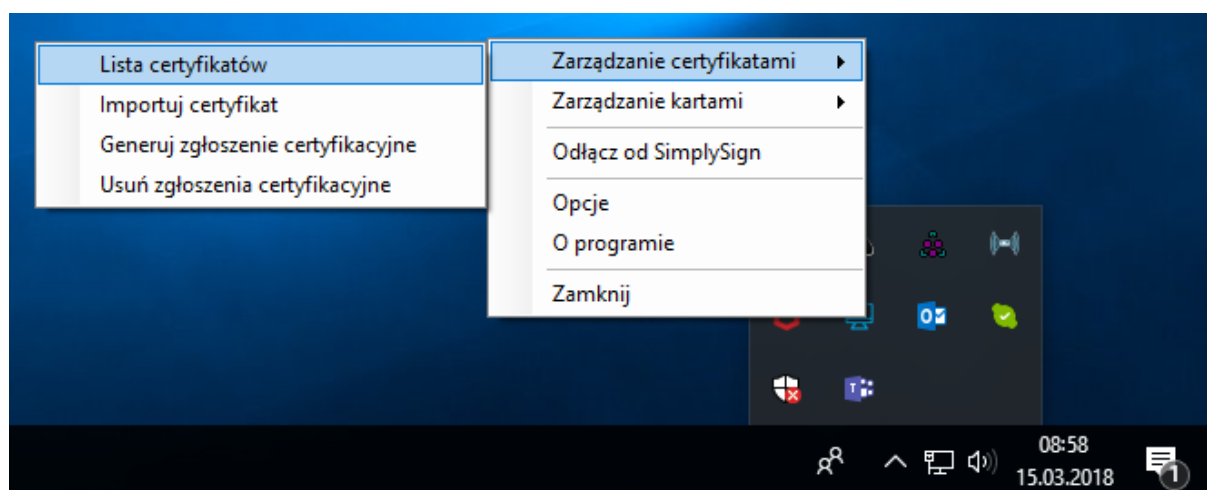 Lista certyfikatów
Importuj certyfikat
Generuj zgłoszenie certyfikacyjne
Usuń zgłoszenia certyfikacyjne
Zarządzanie certyfikatami
Zarządzanie kartami
Odłącz od SimplySign
Opcje
O programie
Zamknij
08:58
15.03.2018
1